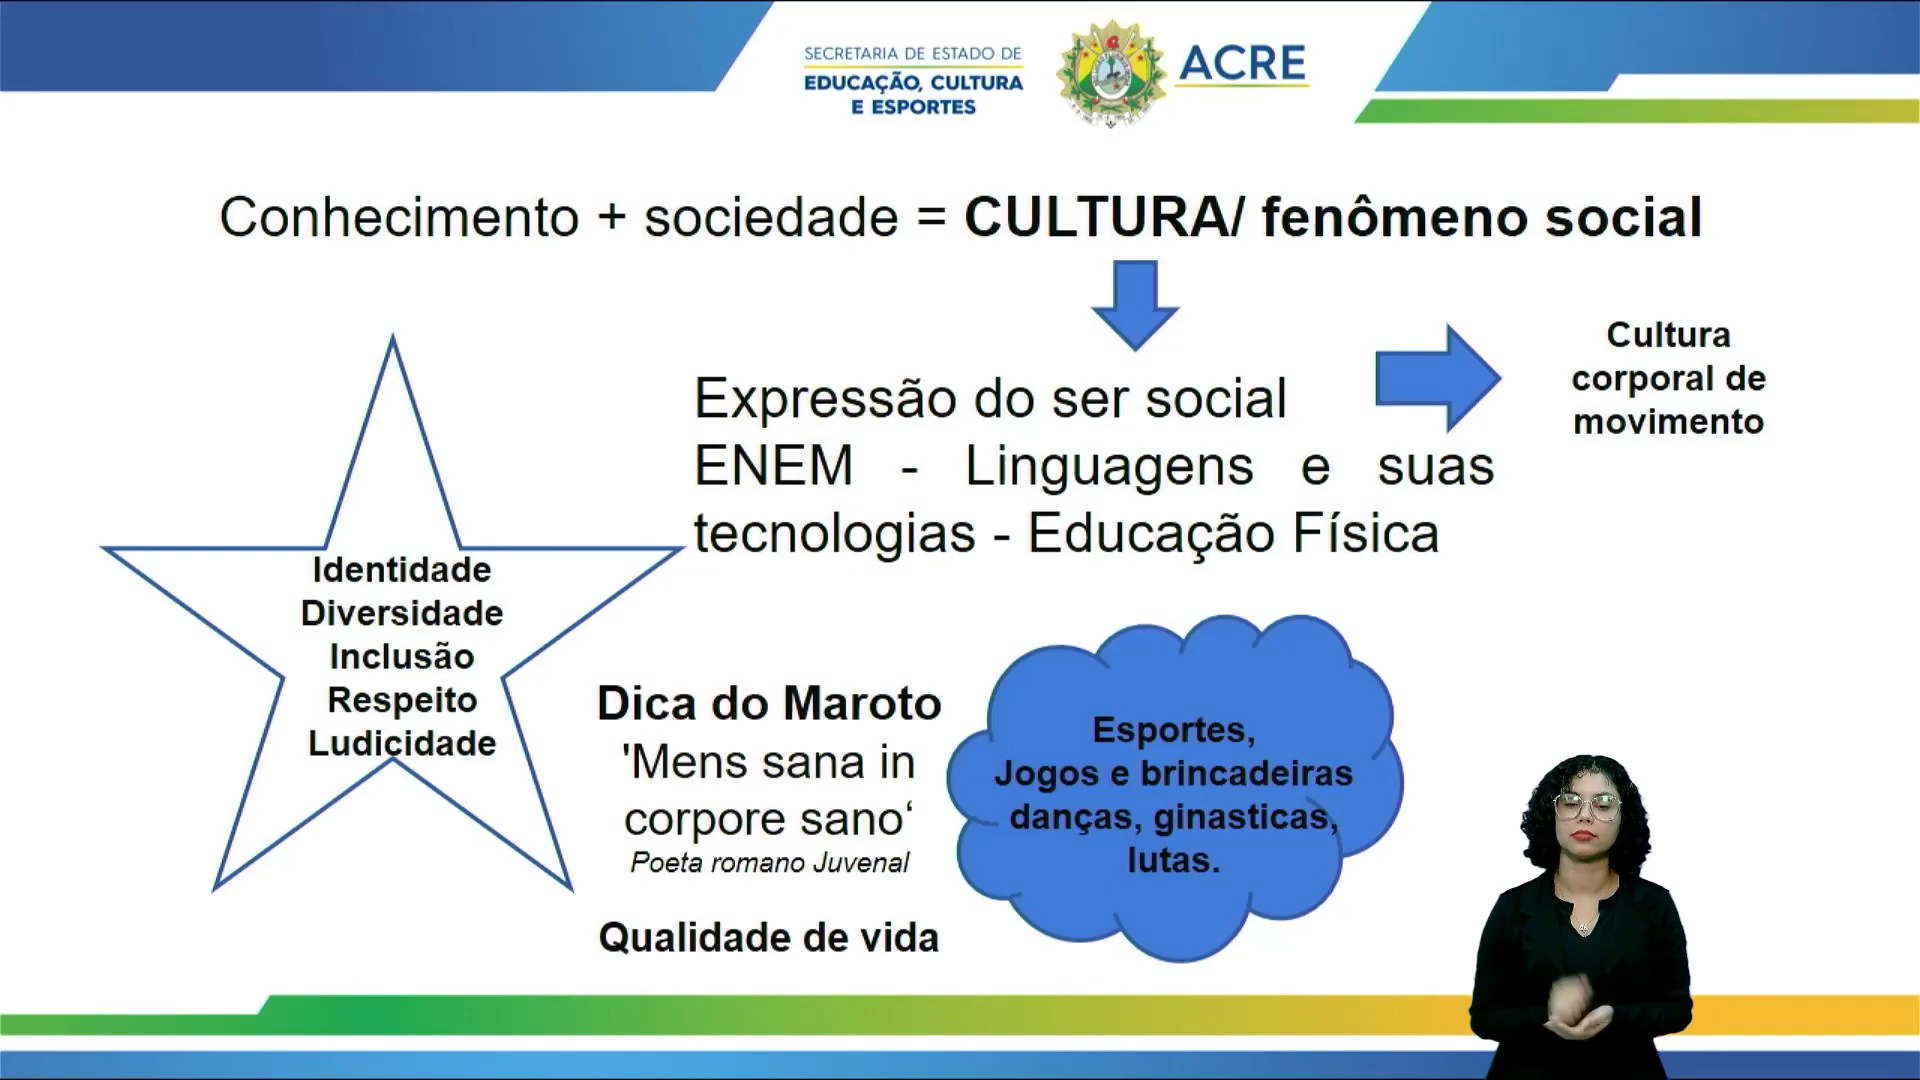 SECRETARIA DE ESTADO DE
EDUCAÇÃO, CULTURA
E ESPORTES
ACRE
Conhecimento + sociedade = CULTURA/ fenômeno social
Cultura
corporal de
movimento
Expressão do ser social
ENEM - Linguagens e suas
tecnologias - Educação Física
Identidade
Diversidade
Inclusão
Respeito
Ludicidade
Dica do Maroto
'Mens sana in
corpore sano‘
Poeta romano Juvenal
Qualidade de vida
Esportes,
Jogos e brincadeiras
danças, ginasticas,
lutas.